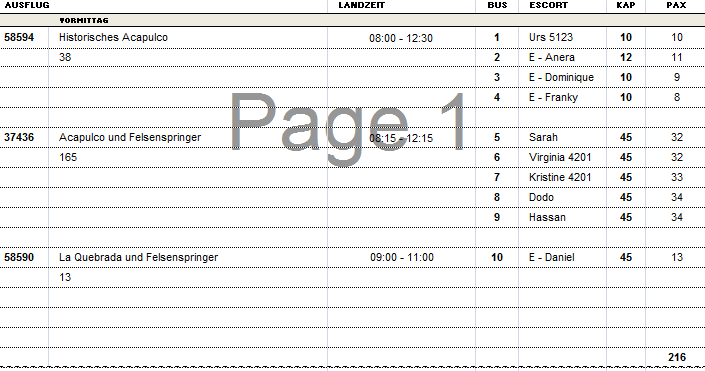 AUSFLUG LANDZEIT BUS ESCORT KAP PAX
VORMITTAG
58594 Historisches Acapulco 08:00 - 12:30 1 Urs 5123 10 10
38 2 E - Anera 12 11
3 E - Dominique 10 9
4 E - Franky 10 8
Page 1
37436 Acapulco und Felsenspringer 08:15 - 12:15 5 Sarah 45 32
165 6 Virginia 4201 45 32
7 Kristine 4201 45 33
8 Dodo 45 34
9 Hassan 45 34
58590 La Quebrada und Felsenspringer 09:00 - 11:00 10 E - Daniel 45 13
13
216